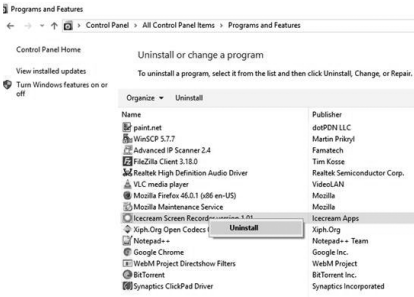 Programs and Features
Control Panel > All Control Panel Items > Programs and Features
Control Panel Home
Uninstall or change a program
View installed updates
To uninstall a program, select it from the list and then click Uninstall, Change, or Repair.
Turn Windows features on or
off
Organize Uninstall
Name Publisher
paint.net dotPDN LLC
WinSCP 5.7.7 Martin Prikryl
Advanced IP Scanner 2.4 Famatech
FileZilla Client 3.18.0 Tim Kosse
Realtek High Definition Audio Driver Realtek Semiconductor Corp.
VLC media player VideoLAN
Mozilla Firefox 46.0.1 (x86 en-US) Mozilla
Mozilla Maintenance Service Mozilla
Icecream Screen Recorder version 1.01 Icecream Apps
Uninstall
Xiph.Org Open Codecs Xiph.Org
Notepad++ Notepad++ Team
Google Chrome Google Inc.
WebM Project Directshow Filters WebM Project
BitTorrent BitTorrent Inc.
Synaptics ClickPad Driver Synaptics Incorporated